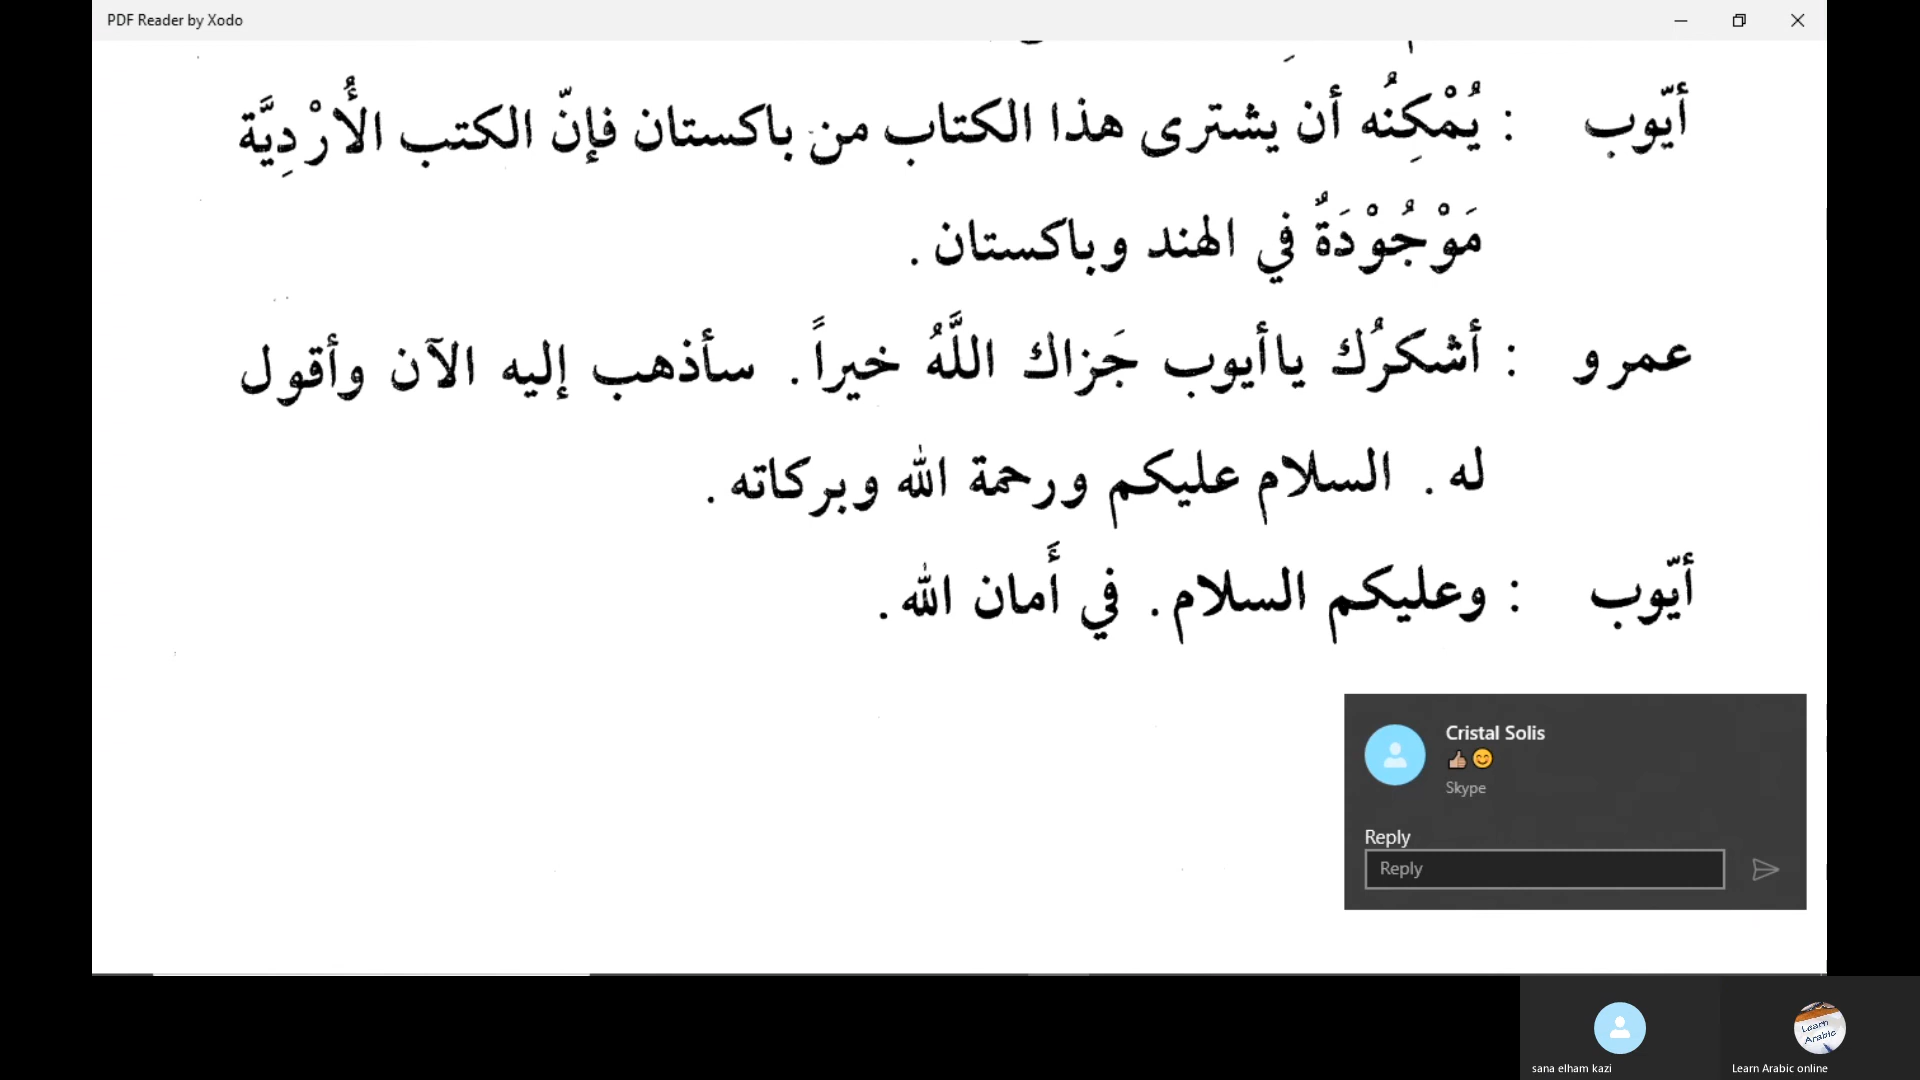 PDF Reader by Xodo
أيّوب : يُمْكِنُه أن يشترى هذا الكتاب من باكستان فإنّ الكتب الأُرْدِيَّة
مَوْجُوْدَةٌ في الهند وباكستان .
عمرو : أشكرُك ياأيوب جَزاك اللَّهُ خيراً . سأذهب إليه الآن وأقول
له . السلام عليكم ورحمة الله وبركاته .
أيّوب : وعليكم السلام . في أَمان الله .
Cristal Solis
👍🏽😊
Skype
Reply
Reply
Learn Arabic
sana elham kazi
Learn Arabic online